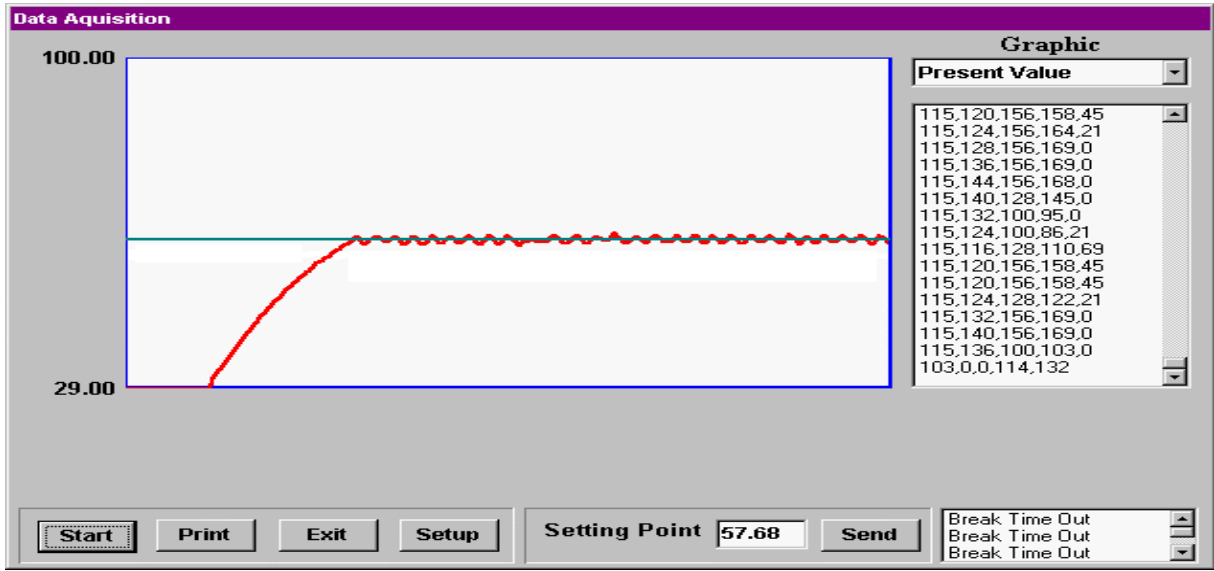 Data Aquisition
100.00
29.00
Graphic
Present Value
115,120,156,158,45
115,124,156,164,21
115,128,156,169,0
115,136,156,169,0
115,144,156,168,0
115,140,128,145,0
115,132,100,95,0
115,124,100,86,21
115,116,128,110,69
115,120,156,158,45
115,120,156,158,45
115,124,128,122,21
115,132,156,169,0
115,140,156,169,0
115,136,100,103,0
103,0,0,114,132
Start
Print
Exit
Setup
Setting Point
57.68
Send
Break Time Out
Break Time Out
Break Time Out